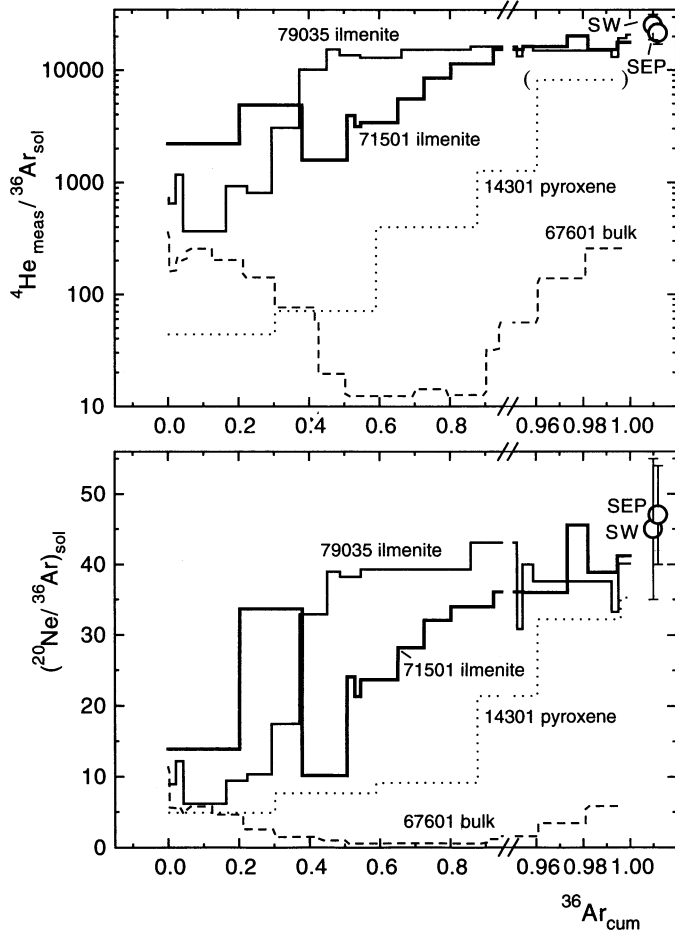 SW
79035 ilmenite
SEP
10000
71501 ilmenite
1000
14301 pyroxene
67601 bulk
100
10
⁴He meas / ³⁶Ar sol
0.0 0.2 0.4 0.6 0.8 0.96 0.98 1.00
50
SEP
SW
79035 ilmenite
40
30
71501 ilmenite
20
14301 pyroxene
10
67601 bulk
0
(²⁰Ne/ ³⁶Ar)sol
0.0 0.2 0.4 0.6 0.8 0.96 0.98 1.00
³⁶Ar cum